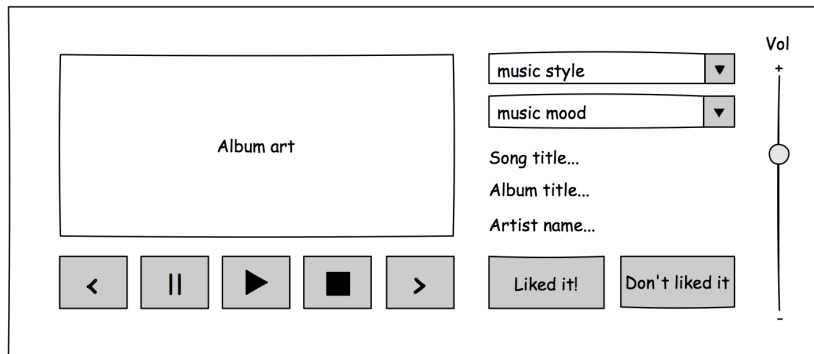 Vol
+
music style
music mood
Album art
Song title...
Album title...
Artist name...
<
>
Liked it!
Don't liked it
-